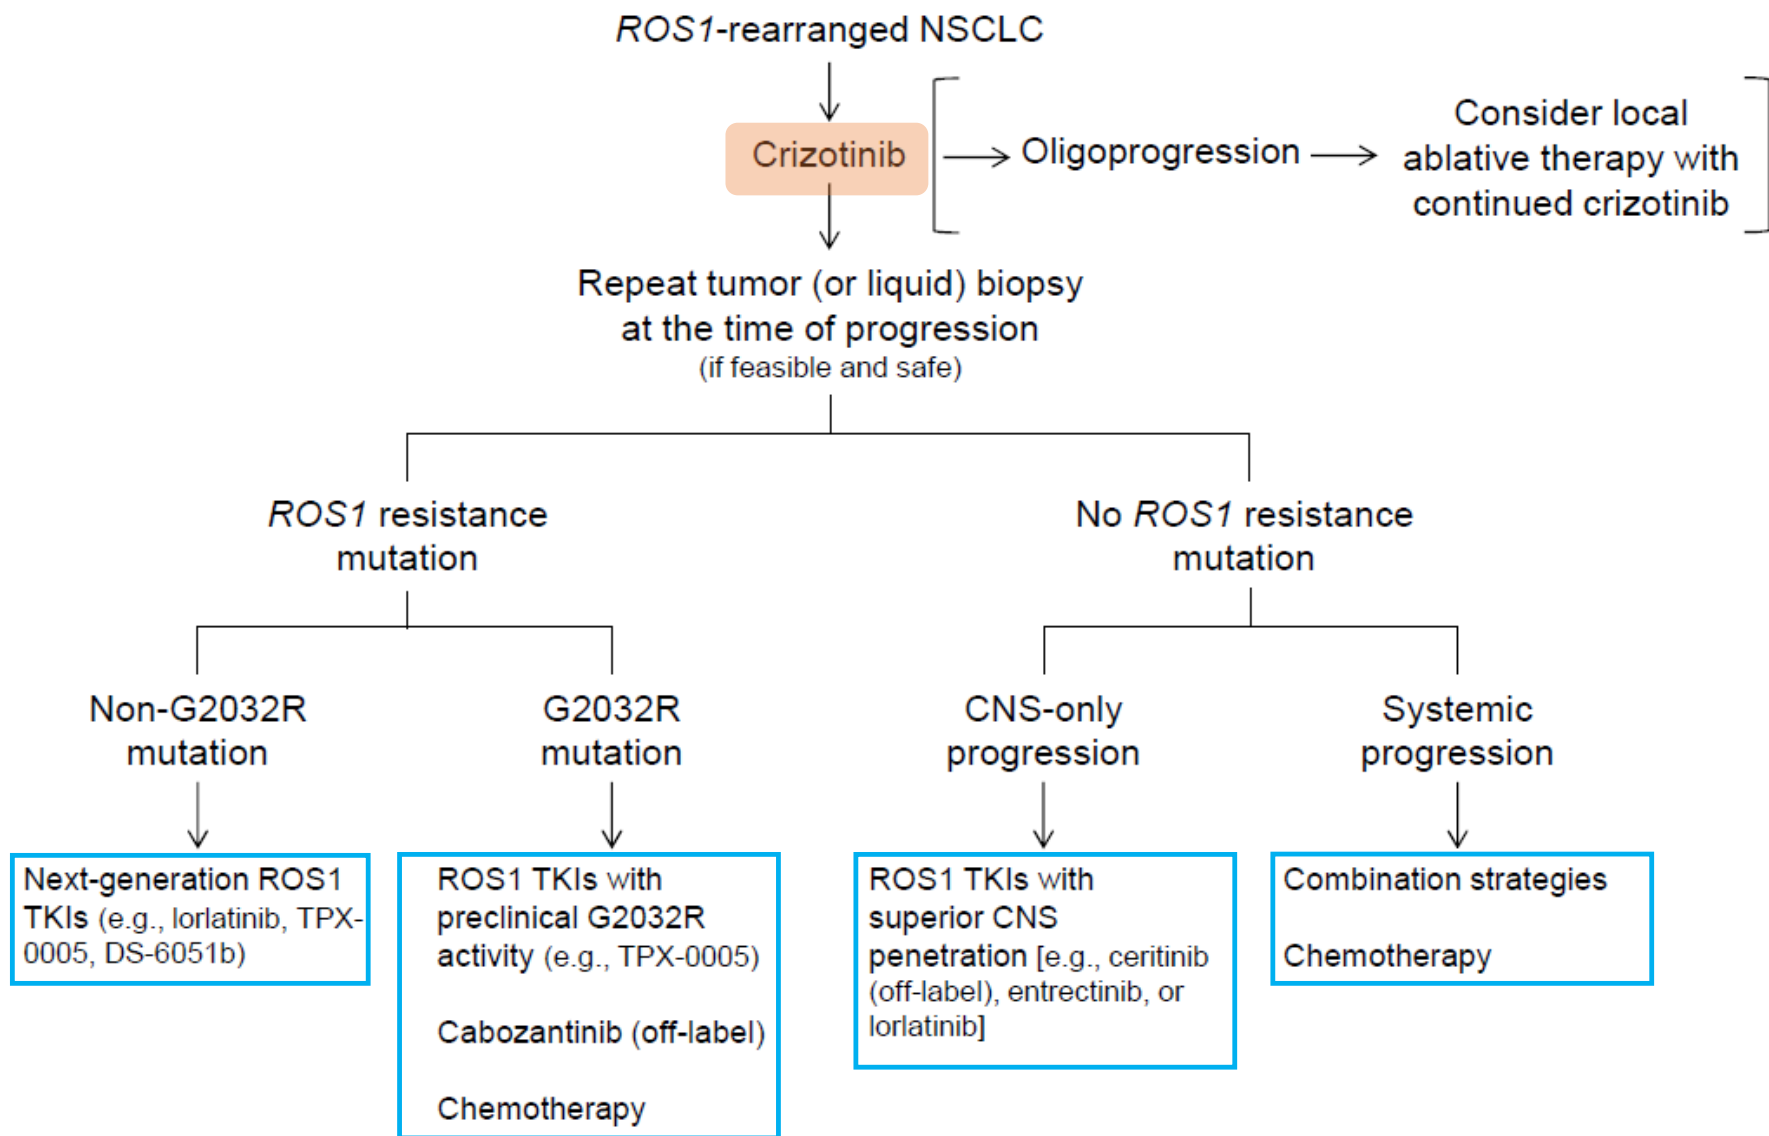 ROS1-rearranged NSCLC
Crizotinib
Oligoprogression
Consider local
ablative therapy with
continued crizotinib
Repeat tumor (or liquid) biopsy
at the time of progression
(if feasible and safe)
ROS1 resistance
mutation
No ROS1 resistance
mutation
Non-G2032R
mutation
G2032R
mutation
CNS-only
progression
Systemic
progression
Next-generation ROS1
TKIs (e.g., lorlatinib, TPX-
0005, DS-6051b)
ROS1 TKIs with
preclinical G2032R
activity (e.g., TPX-0005)
Cabozantinib (off-label)
Chemotherapy
ROS1 TKIs with
superior CNS
penetration [e.g., ceritinib
(off-label), entrectinib, or
lorlatinib]
Combination strategies
Chemotherapy